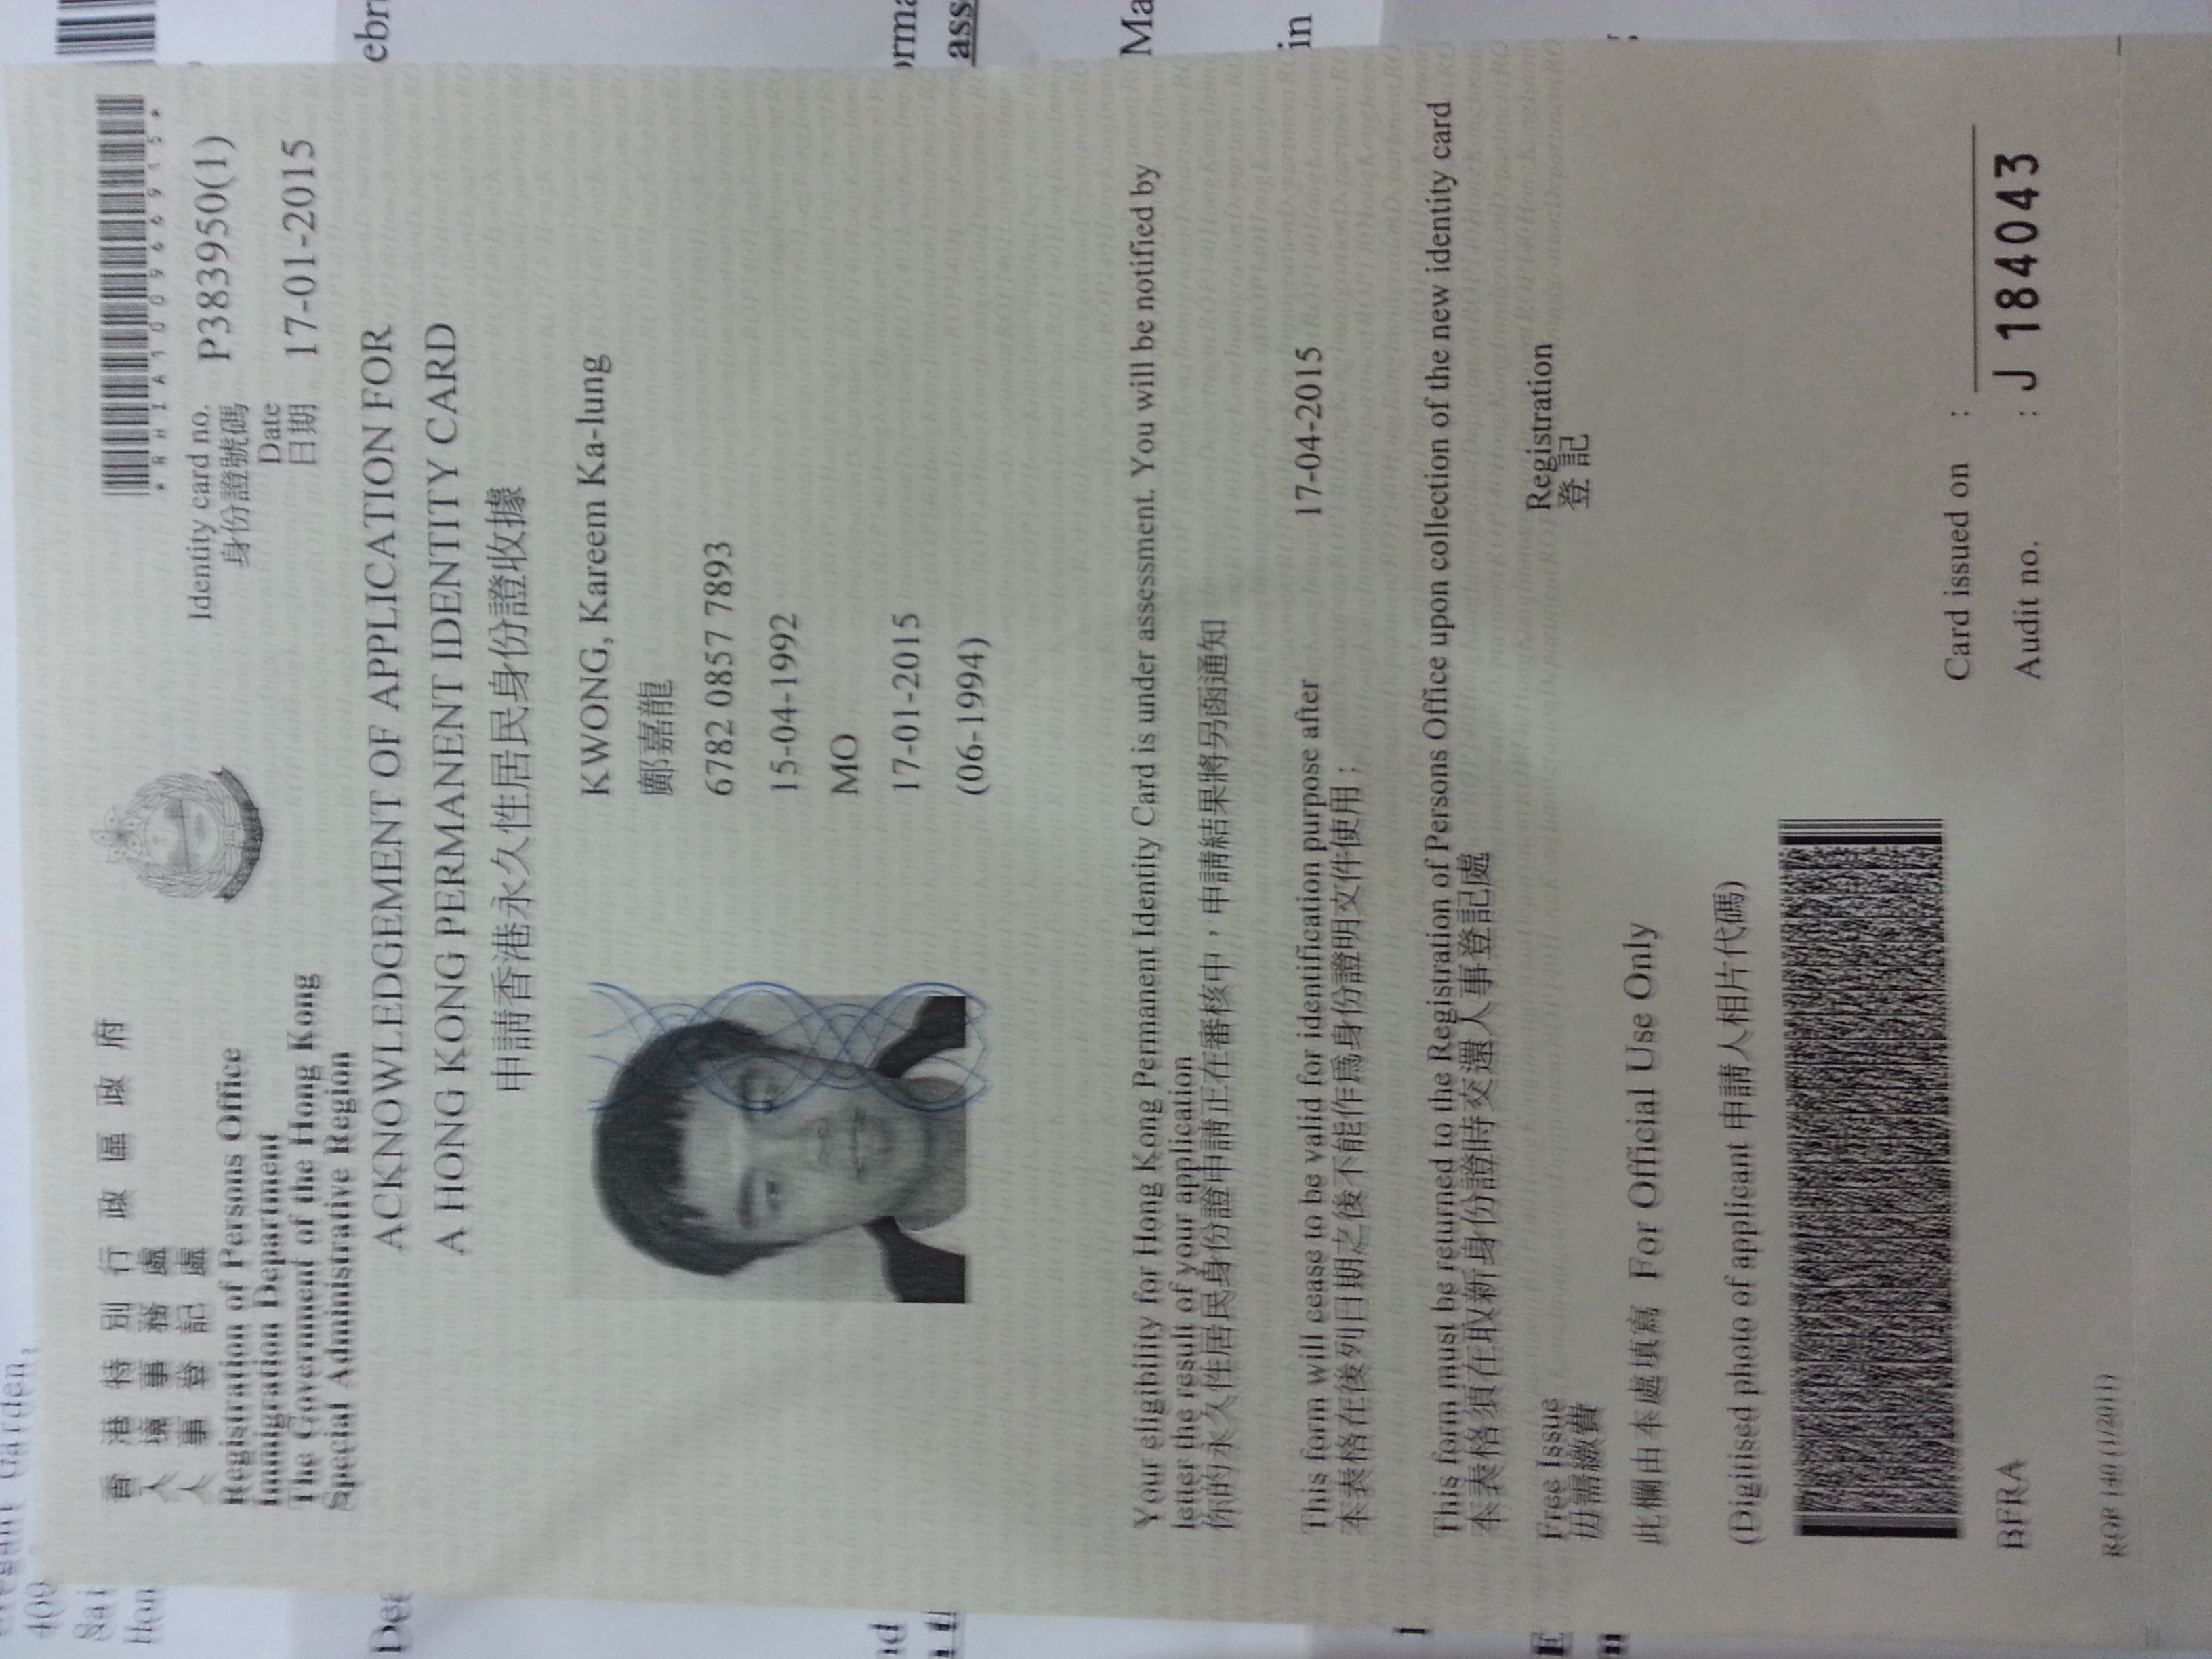 egant Garden,
409
Sai
Hon
香港特別行政區政府
入境事務處
人事登記處
Registration of Persons Office
Immigration Department
The Government of the Hong Kong
Special Administrative Region
*RHIA100966915*
Identity card no. P383950(1)
身份證號碼
Date
日期 17-01-2015
Dea
ebru
ACKNOWLEDGEMENT OF APPLICATION FOR
A HONG KONG PERMANENT IDENTITY CARD
申請香港永久性居民身份證收據
KWONG, Kareem Ka-lung
鄺嘉龍
6782 0857 7893
15-04-1992
MO
17-01-2015
(06-1994)
nd
orma
ass
Your eligibility for Hong Kong Permanent Identity Card is under assessment. You will be notified by
letter the result of your application
你的永久性居民身份證申請正在審核中，申請結果將另函通知
Ma
in
This form will cease to be valid for identification purpose after 17-04-2015
本表格在後列日期之後不能作為身份證明文件使用：
This form must be returned to the Registration of Persons Office upon collection of the new identity card
本表格須在取新身份證時交還人事登記處
Free Issue Registration
毋需繳費 登記
此欄由本處填寫 For Official Use Only
(Digitised photo of applicant 申請人相片代碼)
Card issued on :
BFRA
Audit no. : J 184043
ROP 140 (1/2011)